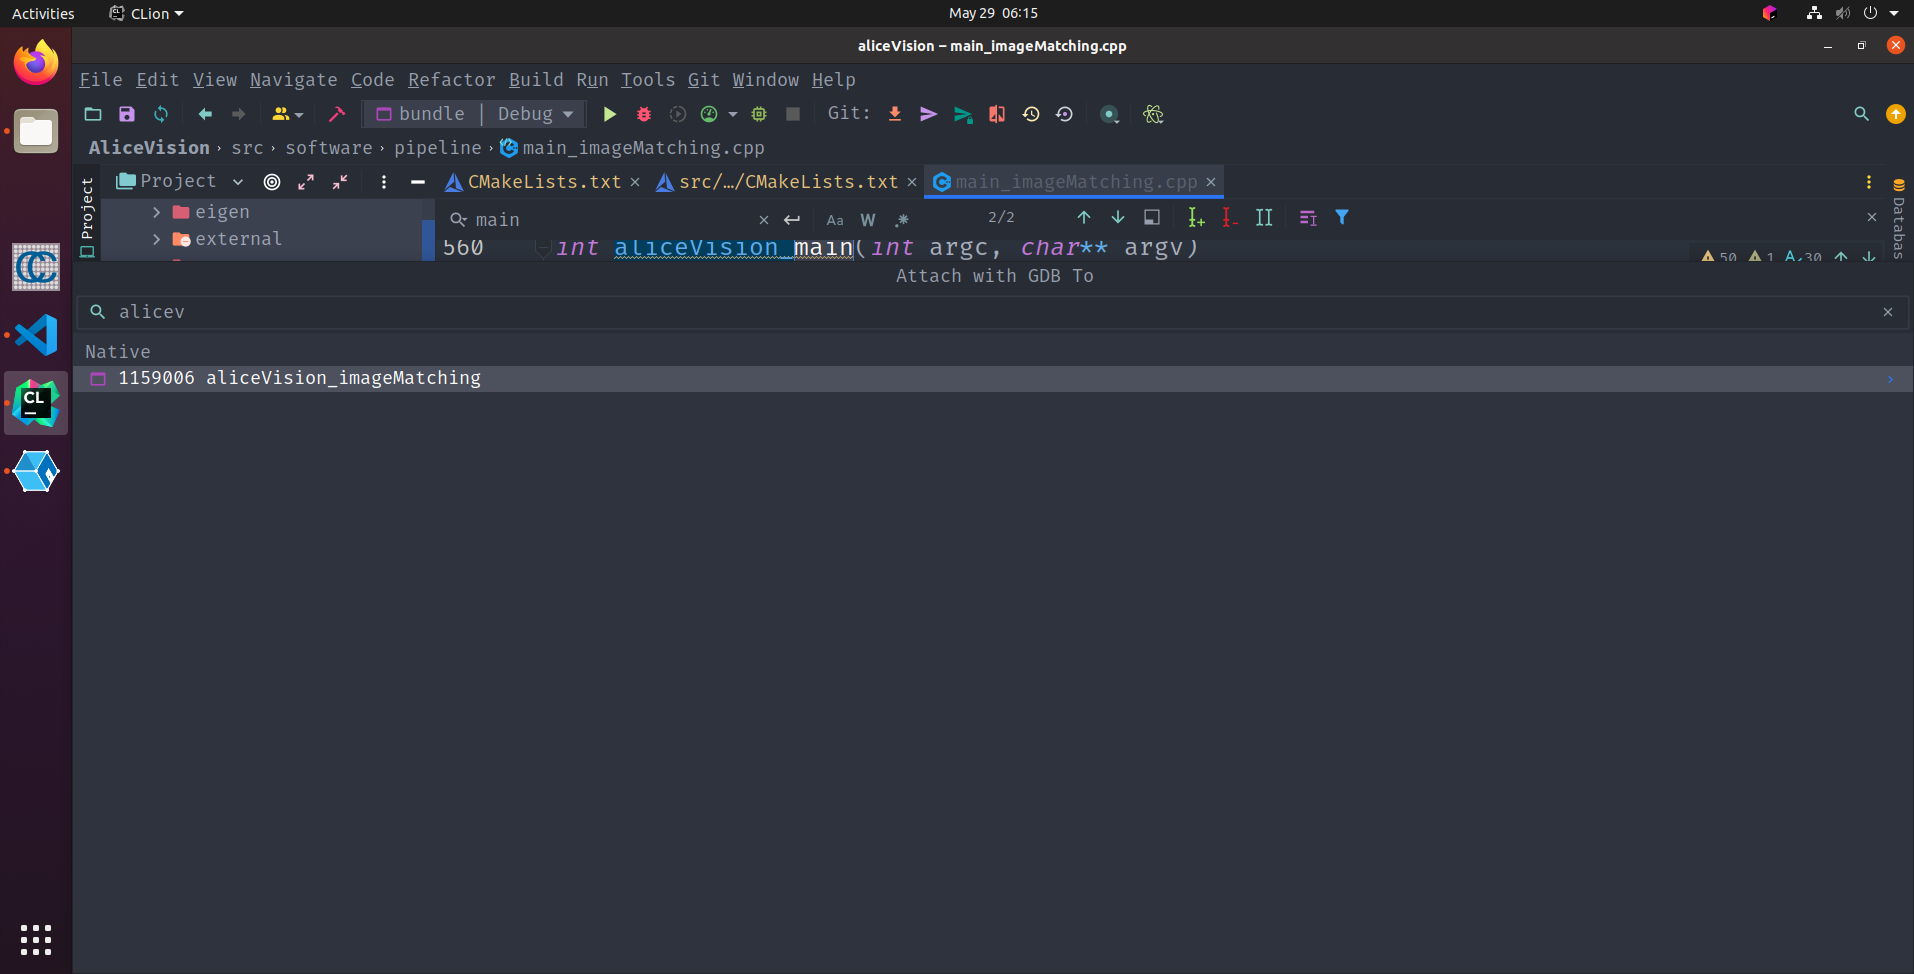 Activities CLion May 29 06:15
aliceVision – main_imageMatching.cpp
File Edit View Navigate Code Refactor Build Run Tools Git Window Help
bundle | Debug Git:
AliceVision › src › software › pipeline › main_imageMatching.cpp
Project Project CMakeLists.txt src/…/CMakeLists.txt main_imageMatching.cpp
Databas
eigen
external
main Aa W .* 2/2
560 int aliceVision_main(int argc, char** argv) 50 1 30
Attach with GDB To
alicev
Native
1159006 aliceVision_imageMatching
CL